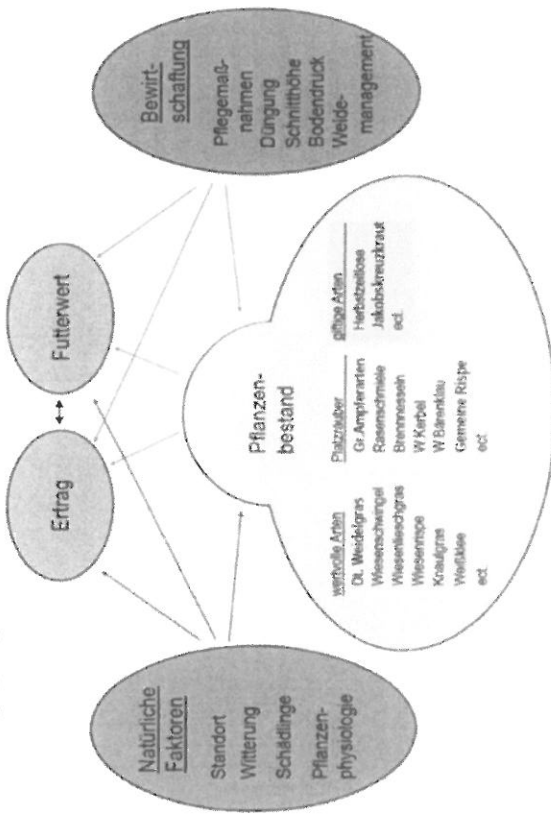 Ertrag
Futterwert
Natürliche
Faktoren
Standort
Witterung
Schädlinge
Pflanzen-
physiologie
Bewirt-
schaftung
Pflegemaß-
nahmen
Düngung
Schnitthöhe
Bodendruck
Weide-
management
Pflanzen-
bestand
wertvolle Arten
Dt. Weidelgras
Wiesenschwingel
Wiesenlieschgras
Wiesenrispe
Knaulgras
Weißklee
ect.
Platzräuber
Gr. Ampferarten
Rasenschmiele
Brennnesseln
W.Kerbel
W.Bärenklau
Gemeine Rispe
ect.
giftige Arten
Herbstzeitlose
Jakobskreuzkraut
ect.